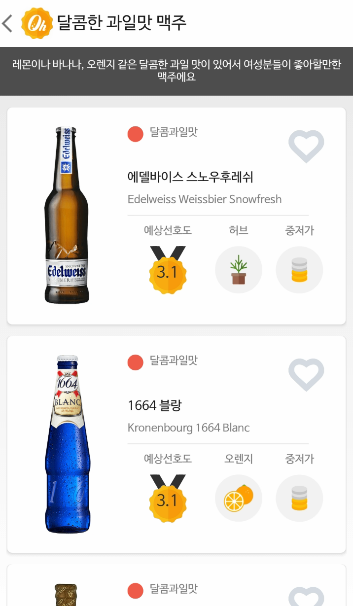 Oh 달콤한 과일맛 맥주
레몬이나 바나나, 오렌지 같은 달콤한 과일 맛이 있어서 여성분들이 좋아할만한
맥주에요
달콤과일맛
에델바이스 스노우후레쉬
Edelweiss Weissbier Snowfresh
예상선호도 허브 중저가
3.1
Edelweiss
달콤과일맛
1664 블랑
Kronenbourg 1664 Blanc
예상선호도 오렌지 중저가
3.1
1664
BLANC
달콤과일맛